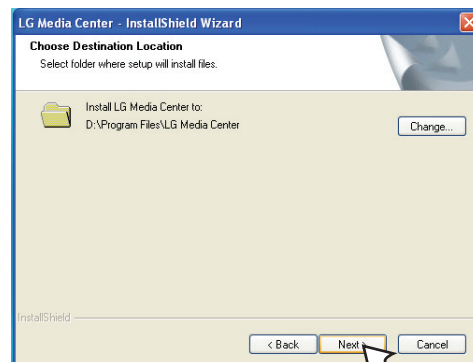 LG Media Center - InstallShield Wizard
Choose Destination Location
Select folder where setup will install files.
Install LG Media Center to:
D:\Program Files\LG Media Center
Change...
InstallShield
< Back Next > Cancel